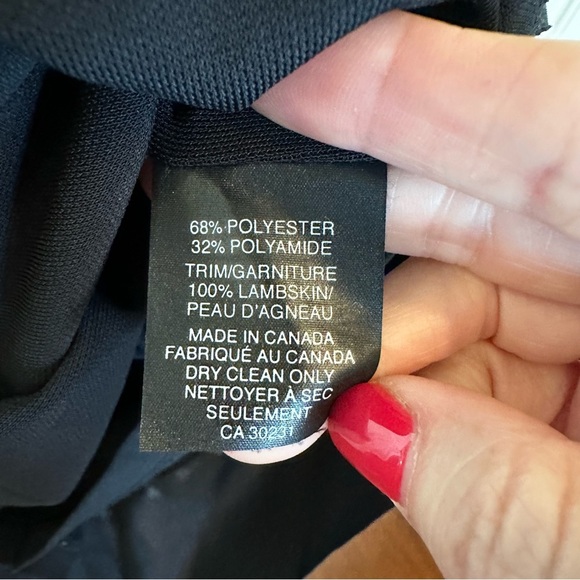 68% POLYESTER
32% POLYAMIDE
TRIM/GARNITURE
100% LAMBSKIN/
PEAU D'AGNEAU
MADE IN CANADA
FABRIQUÉ AU CANADA
DRY CLEAN ONLY
NETTOYER À SEC
SEULEMENT
CA 30231